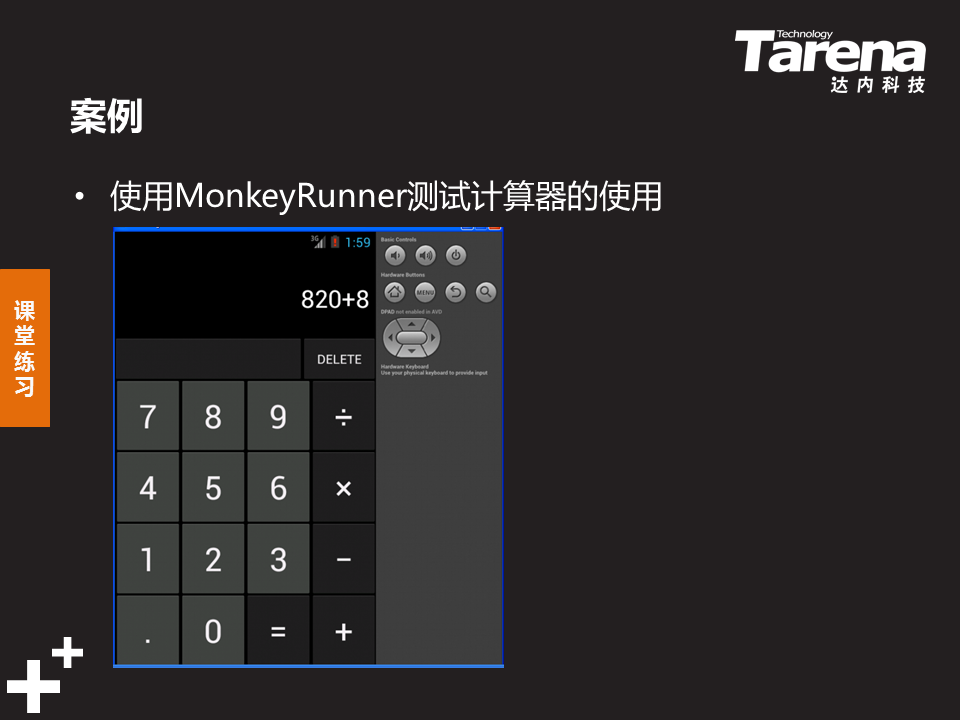 Technology
Tarena
达内科技
案例
• 使用MonkeyRunner测试计算器的使用
课堂练习
3G 1:59
820+8
DELETE
7 8 9 ÷
4 5 6 ×
1 2 3 −
. 0 = +
Basic Controls
Hardware Buttons
MENU
DPAD not enabled in AVD
Hardware Keyboard
Use your physical keyboard to provide input